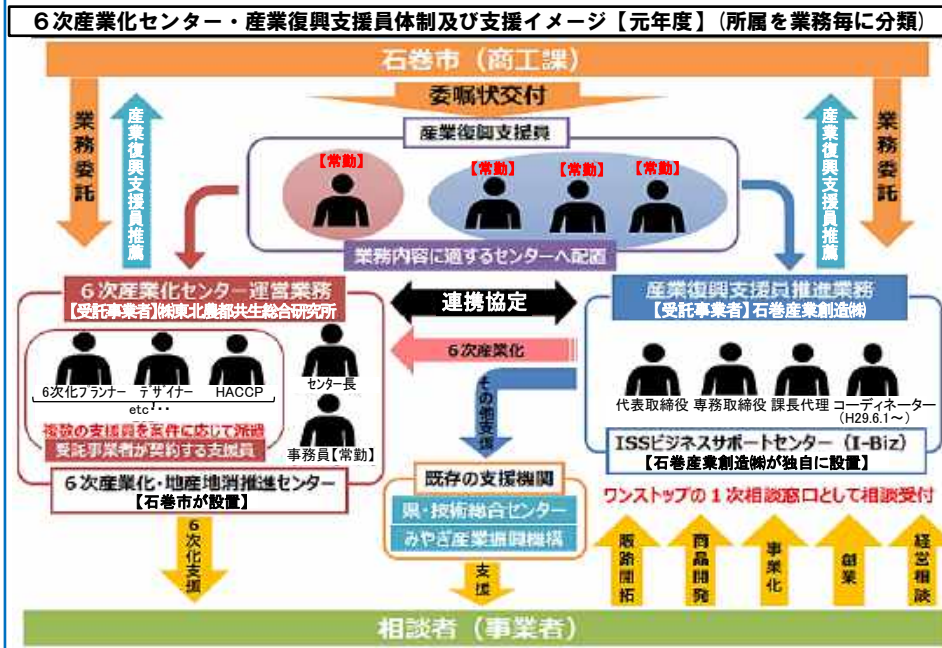 6次産業化センター・産業復興支援員体制及び支援イメージ【元年度】(所属を業務毎に分類)
石巻市（商工課）
委嘱状交付
産業復興支援員
業務委託
産業復興支援員推薦
【常勤】
【常勤】
【常勤】
【常勤】
産業復興支援員推薦
業務委託
業務内容に適するセンターへ配置
6次産業化センター運営業務
【受託事業者】㈱東北農都共生総合研究所
連携協定
産業復興支援員推進業務
【受託事業者】石巻産業創造㈱
6次産業化
その他支援
6次化プランナー
デザイナー
HACCP
センター長
etc・・・
複数の支援員を案件に応じて派遣
受託事業者が契約する支援員
事務員【常勤】
代表取締役
専務取締役
課長代理
コーディネーター
(H29.6.1～)
6次産業化・地産地消推進センター
【石巻市が設置】
既存の支援機関
県・技術総合センター
みやぎ産業振興機構
ISSビジネスサポートセンター（I-Biz）
【石巻産業創造㈱が独自に設置】
ワンストップの1次相談窓口として相談受付
6次化支援
支援
販路開拓
商品開発
事業化
創業
経営相談
相談者（事業者）